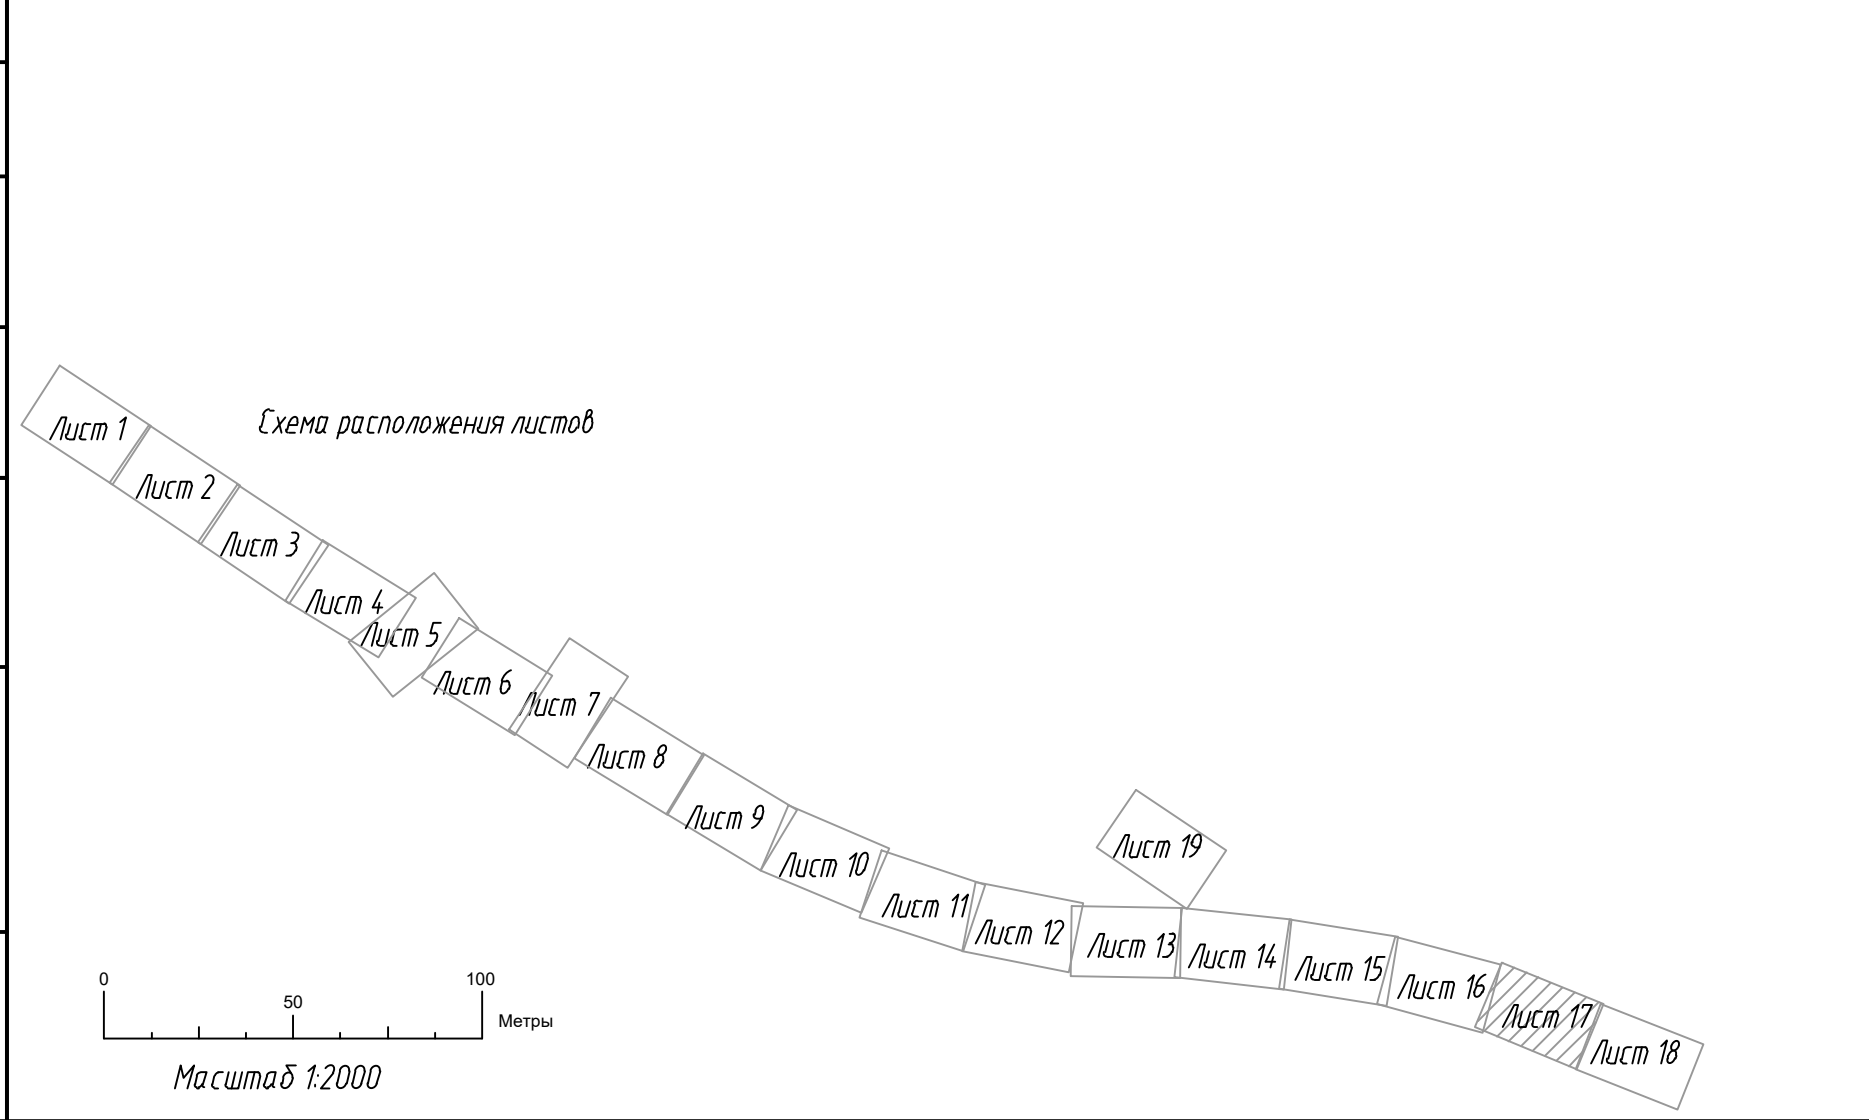 Схема расположения листов
Лист 1
Лист 2
Лист 3
Лист 4
Лист 5
Лист 6
Лист 7
Лист 8
Лист 9
Лист 10
Лист 11
Лист 12
Лист 13
Лист 14
Лист 15
Лист 16
Лист 17
Лист 18
Лист 19
0 50 100
Метры
Масштаб 1:2000